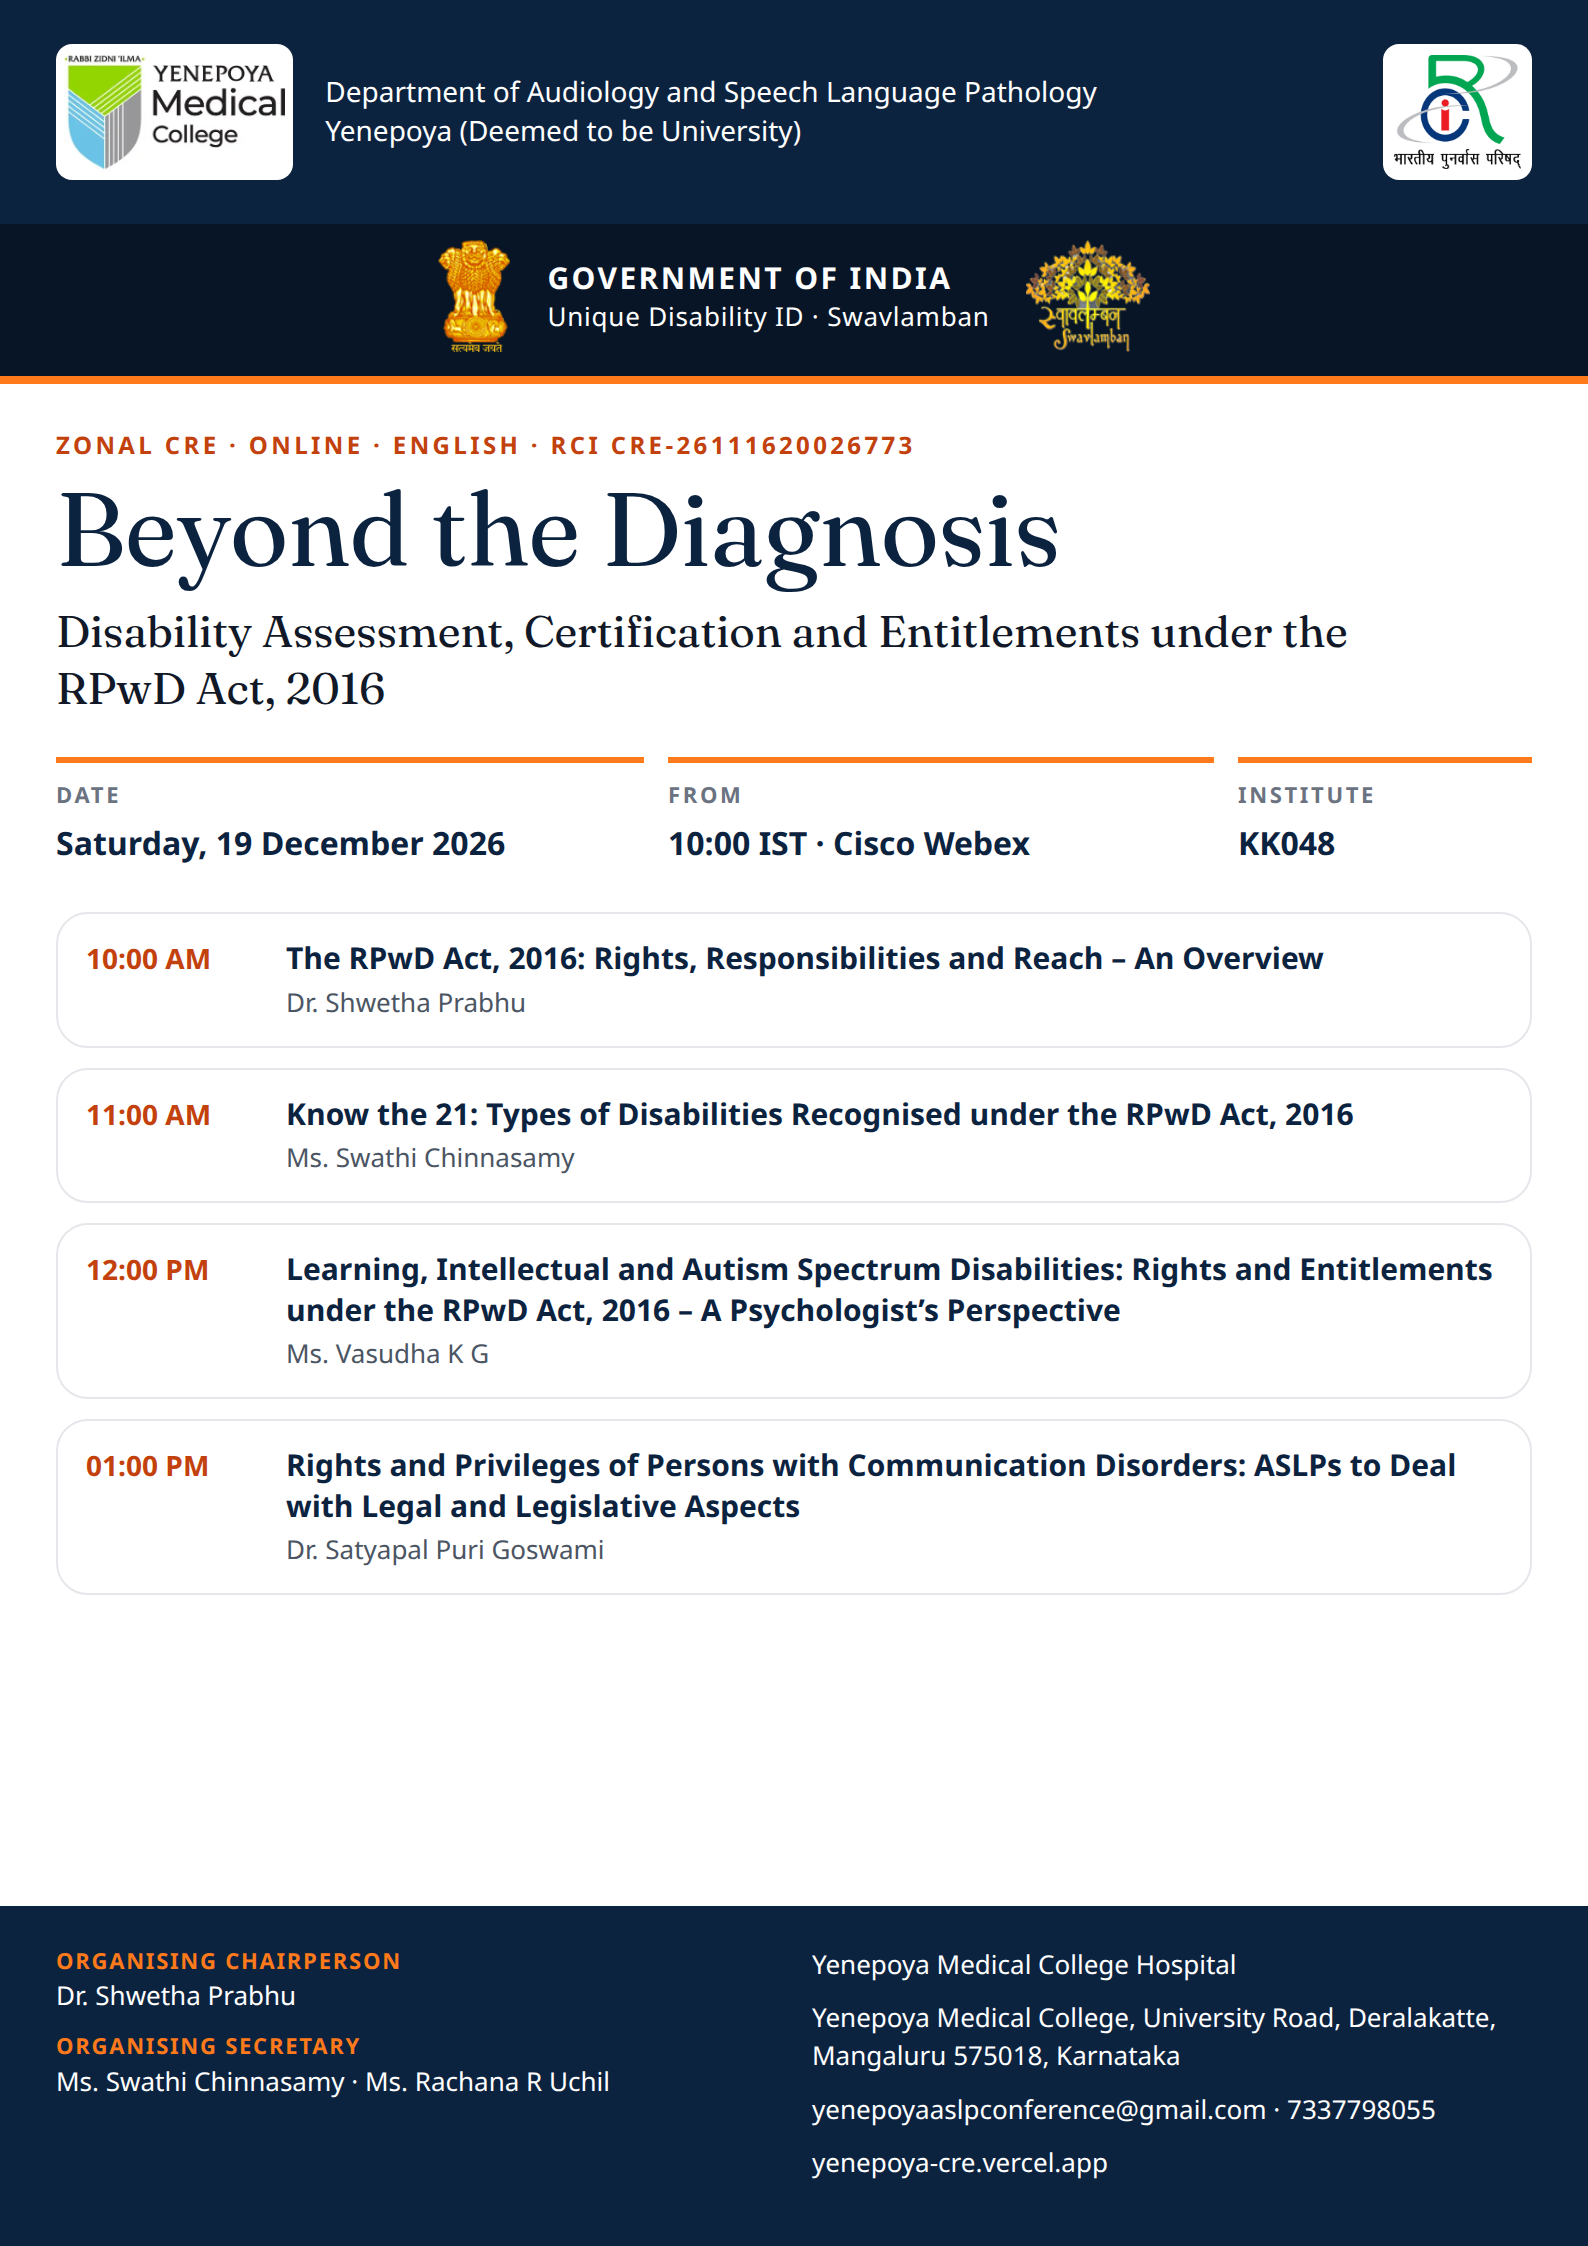 RABBI ZIDNI 'ILMA
YENEPOYA
Medical
College
Department of Audiology and Speech Language Pathology
Yenepoya (Deemed to be University)
भारतीय पुनर्वास परिषद्
सत्यमेव जयते
GOVERNMENT OF INDIA
Unique Disability ID · Swavlamban
स्वावलम्बन
Swavlamban
ZONAL CRE · ONLINE · ENGLISH · RCI CRE-26111620026773
Beyond the Diagnosis
Disability Assessment, Certification and Entitlements under the
RPwD Act, 2016
DATE
Saturday, 19 December 2026
FROM
10:00 IST · Cisco Webex
INSTITUTE
KK048
10:00 AM
The RPwD Act, 2016: Rights, Responsibilities and Reach – An Overview
Dr. Shwetha Prabhu
11:00 AM
Know the 21: Types of Disabilities Recognised under the RPwD Act, 2016
Ms. Swathi Chinnasamy
12:00 PM
Learning, Intellectual and Autism Spectrum Disabilities: Rights and Entitlements
under the RPwD Act, 2016 – A Psychologist’s Perspective
Ms. Vasudha K G
01:00 PM
Rights and Privileges of Persons with Communication Disorders: ASLPs to Deal
with Legal and Legislative Aspects
Dr. Satyapal Puri Goswami
ORGANISING CHAIRPERSON
Dr. Shwetha Prabhu
ORGANISING SECRETARY
Ms. Swathi Chinnasamy · Ms. Rachana R Uchil
Yenepoya Medical College Hospital
Yenepoya Medical College, University Road, Deralakatte,
Mangaluru 575018, Karnataka
yenepoyaaslpconference@gmail.com · 7337798055
yenepoya-cre.vercel.app